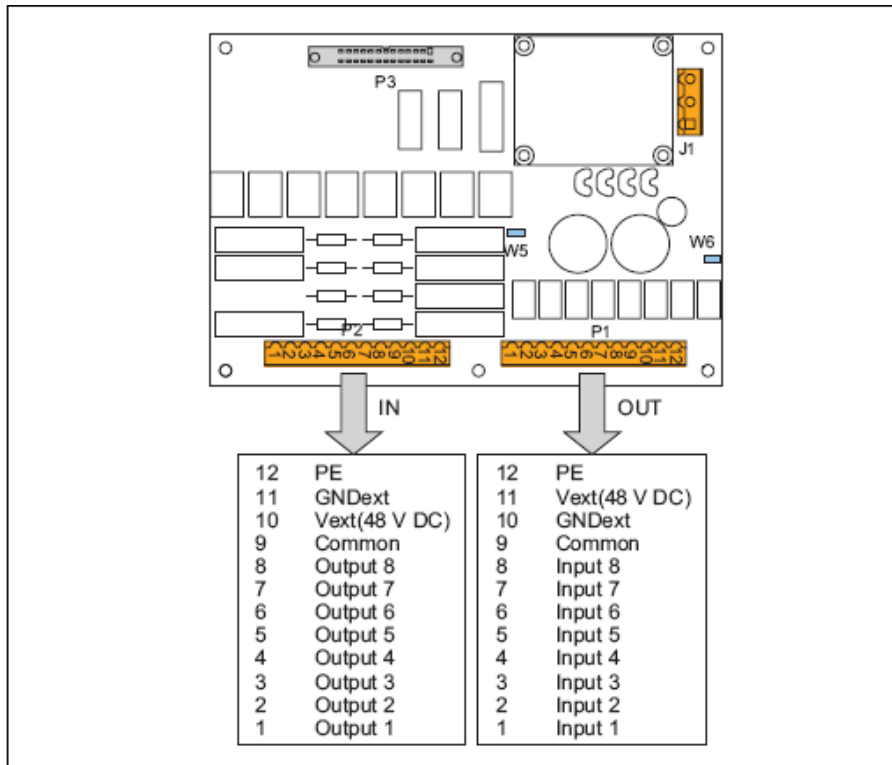 P3
J1
W5
W6
P2
P1
1 2 3 4 5 6 7 8 9 10 11 12
1 2 3 4 5 6 7 8 9 10 11 12
IN
OUT
12 PE
11 GNDext
10 Vext(48 V DC)
9 Common
8 Output 8
7 Output 7
6 Output 6
5 Output 5
4 Output 4
3 Output 3
2 Output 2
1 Output 1
12 PE
11 Vext(48 V DC)
10 GNDext
9 Common
8 Input 8
7 Input 7
6 Input 6
5 Input 5
4 Input 4
3 Input 3
2 Input 2
1 Input 1